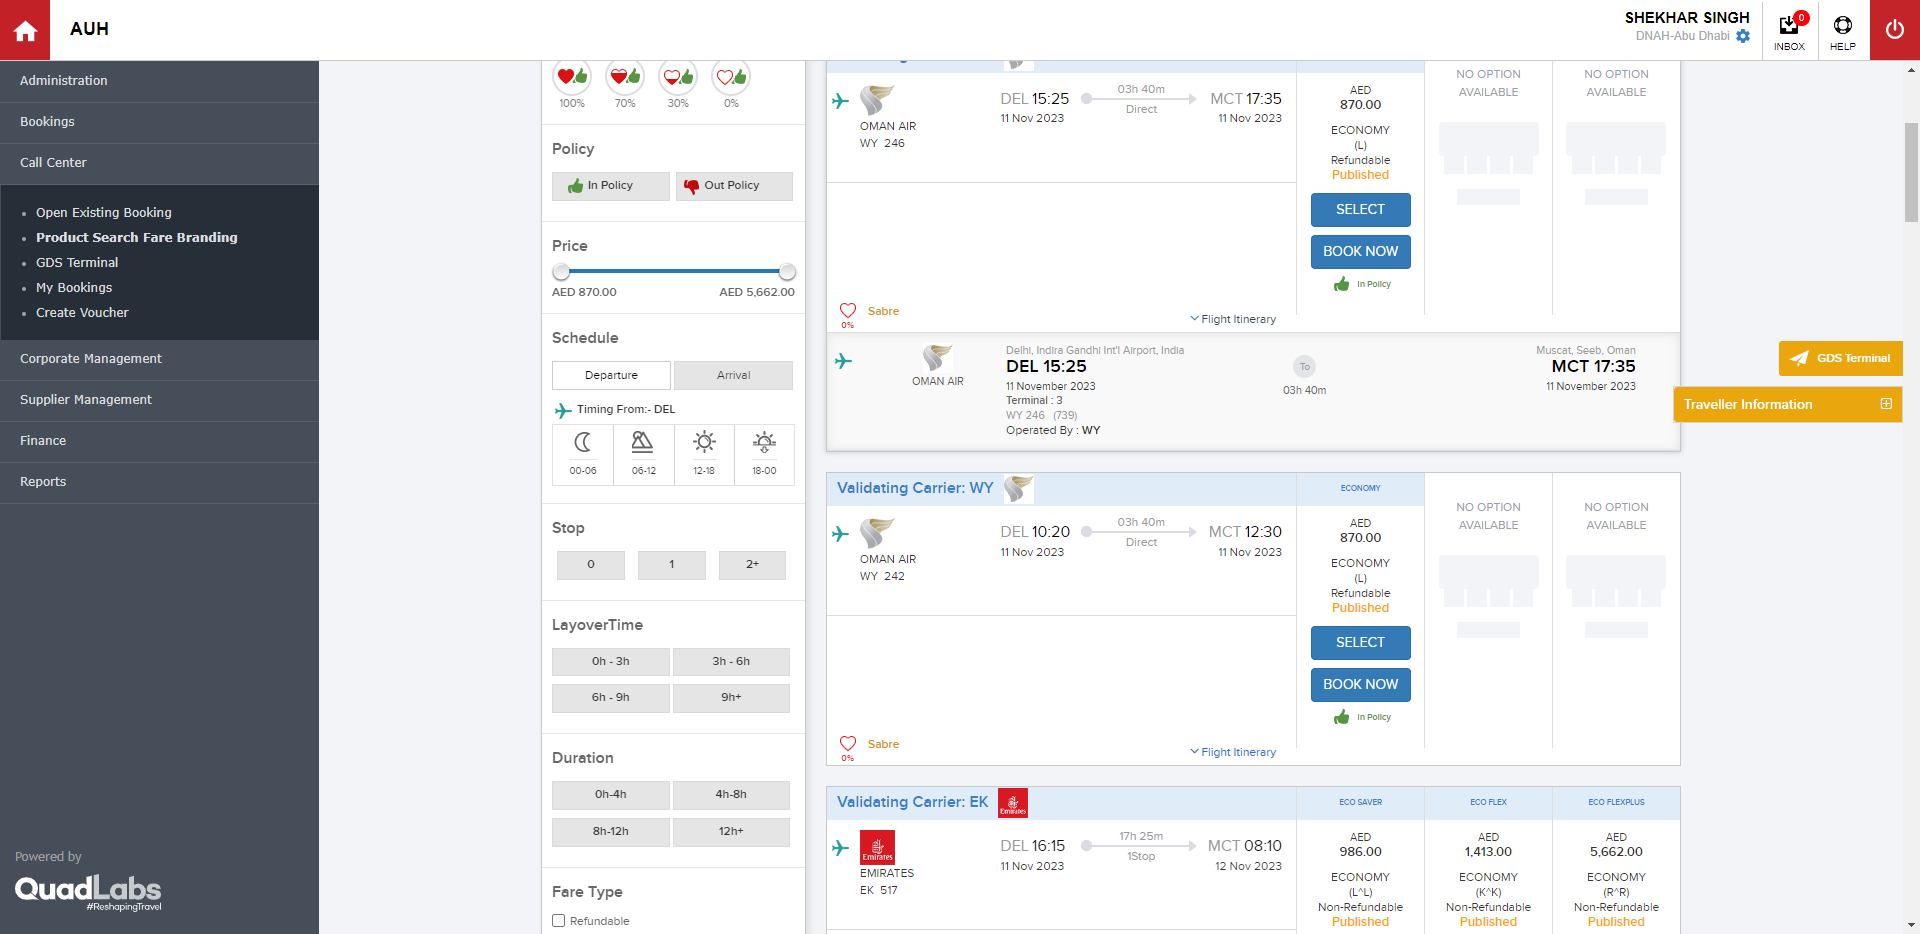 AUH
SHEKHAR SINGH
DNAH-Abu Dhabi
0
INBOX
HELP
Administration
Bookings
Call Center
Open Existing Booking
Product Search Fare Branding
GDS Terminal
My Bookings
Create Voucher
Corporate Management
Supplier Management
Finance
Reports
Powered by
QuadLabs
#ReshapingTravel
100%
70%
30%
0%
Policy
In Policy
Out Policy
Price
AED 870.00
AED 5,662.00
Schedule
Departure
Arrival
Timing From:- DEL
00-06
06-12
12-18
18-00
Stop
0
1
2+
LayoverTime
0h - 3h
3h - 6h
6h - 9h
9h+
Duration
0h-4h
4h-8h
8h-12h
12h+
Fare Type
Refundable
OMAN AIR
WY 246
DEL 15:25
11 Nov 2023
03h 40m
Direct
MCT 17:35
11 Nov 2023
AED
870.00
ECONOMY
(L)
Refundable
Published
SELECT
BOOK NOW
In Policy
NO OPTION
AVAILABLE
NO OPTION
AVAILABLE
0%
Sabre
Flight Itinerary
OMAN AIR
Delhi, Indira Gandhi Int'l Airport, India
DEL 15:25
11 November 2023
Terminal : 3
WY 246 (739)
Operated By : WY
To
03h 40m
Muscat, Seeb, Oman
MCT 17:35
11 November 2023
GDS Terminal
Traveller Information
Validating Carrier: WY
ECONOMY
OMAN AIR
WY 242
DEL 10:20
11 Nov 2023
03h 40m
Direct
MCT 12:30
11 Nov 2023
AED
870.00
ECONOMY
(L)
Refundable
Published
SELECT
BOOK NOW
In Policy
NO OPTION
AVAILABLE
NO OPTION
AVAILABLE
0%
Sabre
Flight Itinerary
Validating Carrier: EK
Emirates
ECO SAVER
ECO FLEX
ECO FLEXPLUS
Emirates
EMIRATES
EK 517
DEL 16:15
11 Nov 2023
17h 25m
1Stop
MCT 08:10
12 Nov 2023
AED
986.00
ECONOMY
(L^L)
Non-Refundable
Published
AED
1,413.00
ECONOMY
(K^K)
Non-Refundable
Published
AED
5,662.00
ECONOMY
(R^R)
Non-Refundable
Published